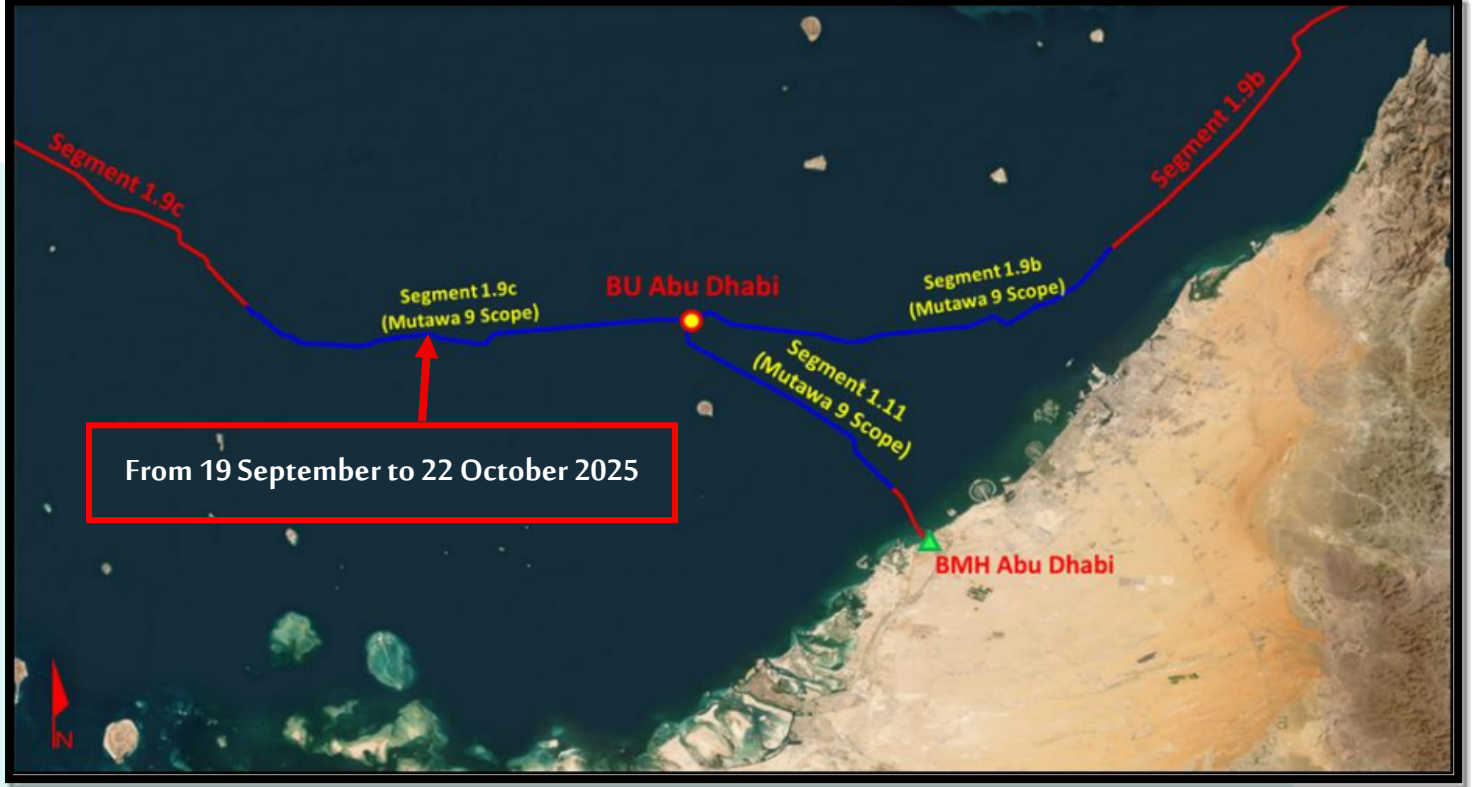 Segment 1.9b
Segment 1.9c
Segment 1.9b
(Mutawa 9 Scope)
BU Abu Dhabi
Segment 1.9c
(Mutawa 9 Scope)
Segment 1.11
(Mutawa 9 Scope)
From 19 September to 22 October 2025
BMH Abu Dhabi
N